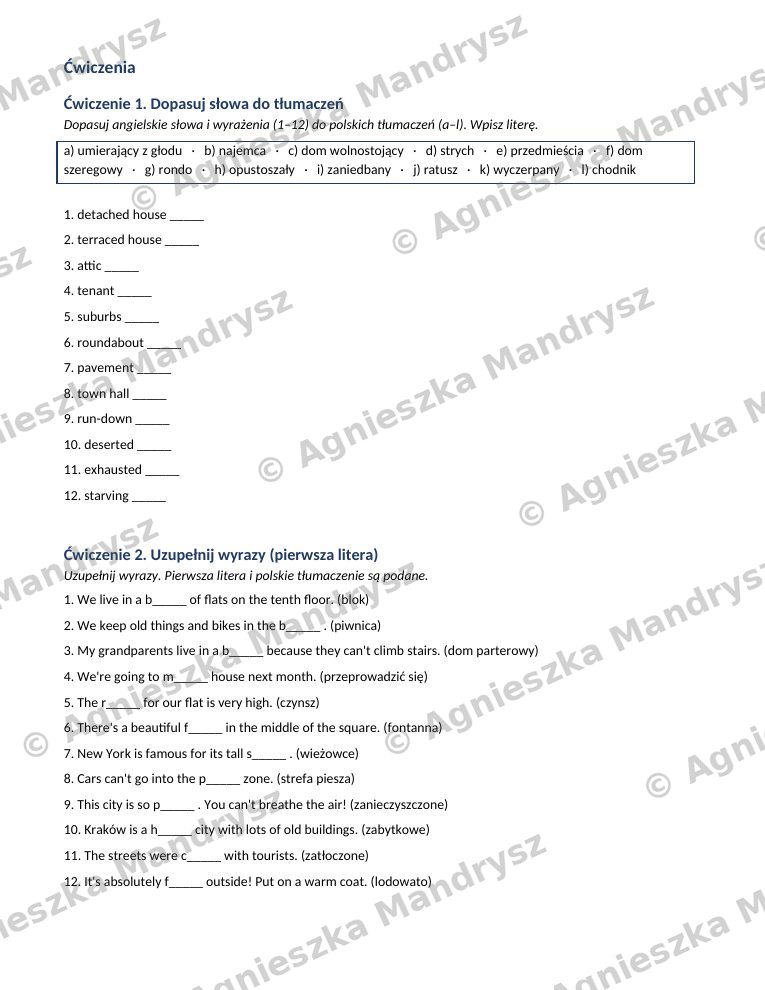 Ćwiczenia
Ćwiczenie 1. Dopasuj słowa do tłumaczeń
Dopasuj angielskie słowa i wyrażenia (1–12) do polskich tłumaczeń (a–l). Wpisz literę.
a) umierający z głodu · b) najemca · c) dom wolnostojący · d) strych · e) przedmieścia · f) dom
szeregowy · g) rondo · h) opustoszały · i) zaniedbany · j) ratusz · k) wyczerpany · l) chodnik
1. detached house _____
2. terraced house _____
3. attic _____
4. tenant _____
5. suburbs _____
6. roundabout _____
7. pavement _____
8. town hall _____
9. run-down _____
10. deserted _____
11. exhausted _____
12. starving _____
Ćwiczenie 2. Uzupełnij wyrazy (pierwsza litera)
Uzupełnij wyrazy. Pierwsza litera i polskie tłumaczenie są podane.
1. We live in a b_____ of flats on the tenth floor. (blok)
2. We keep old things and bikes in the b_____ . (piwnica)
3. My grandparents live in a b_____ because they can't climb stairs. (dom parterowy)
4. We're going to m_____ house next month. (przeprowadzić się)
5. The r_____ for our flat is very high. (czynsz)
6. There's a beautiful f_____ in the middle of the square. (fontanna)
7. New York is famous for its tall s_____ . (wieżowce)
8. Cars can't go into the p_____ zone. (strefa piesza)
9. This city is so p_____ . You can't breathe the air! (zanieczyszczone)
10. Kraków is a h_____ city with lots of old buildings. (zabytkowe)
11. The streets were c_____ with tourists. (zatłoczone)
12. It's absolutely f_____ outside! Put on a warm coat. (lodowato)
© Agnieszka Mandrysz